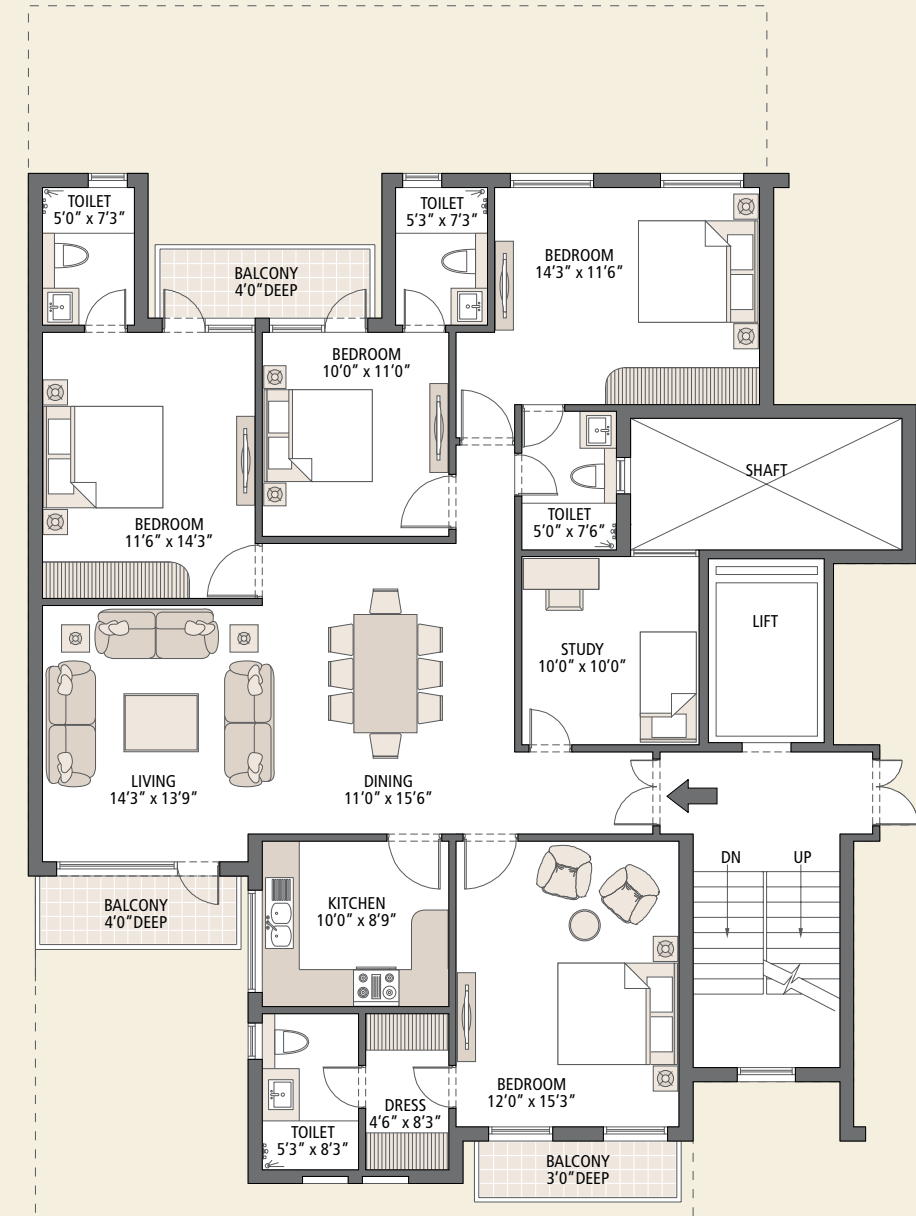 TOILET
5'0" x 7'3"
TOILET
5'3" x 7'3"
BALCONY
4'0" DEEP
BEDROOM
14'3" x 11'6"
BEDROOM
10'0" x 11'0"
SHAFT
BEDROOM
11'6" x 14'3"
TOILET
5'0" x 7'6"
LIFT
STUDY
10'0" x 10'0"
LIVING
14'3" x 13'9"
DINING
11'0" x 15'6"
DN
UP
BALCONY
4'0" DEEP
KITCHEN
10'0" x 8'9"
BEDROOM
12'0" x 15'3"
DRESS
4'6" x 8'3"
TOILET
5'3" x 8'3"
BALCONY
3'0" DEEP